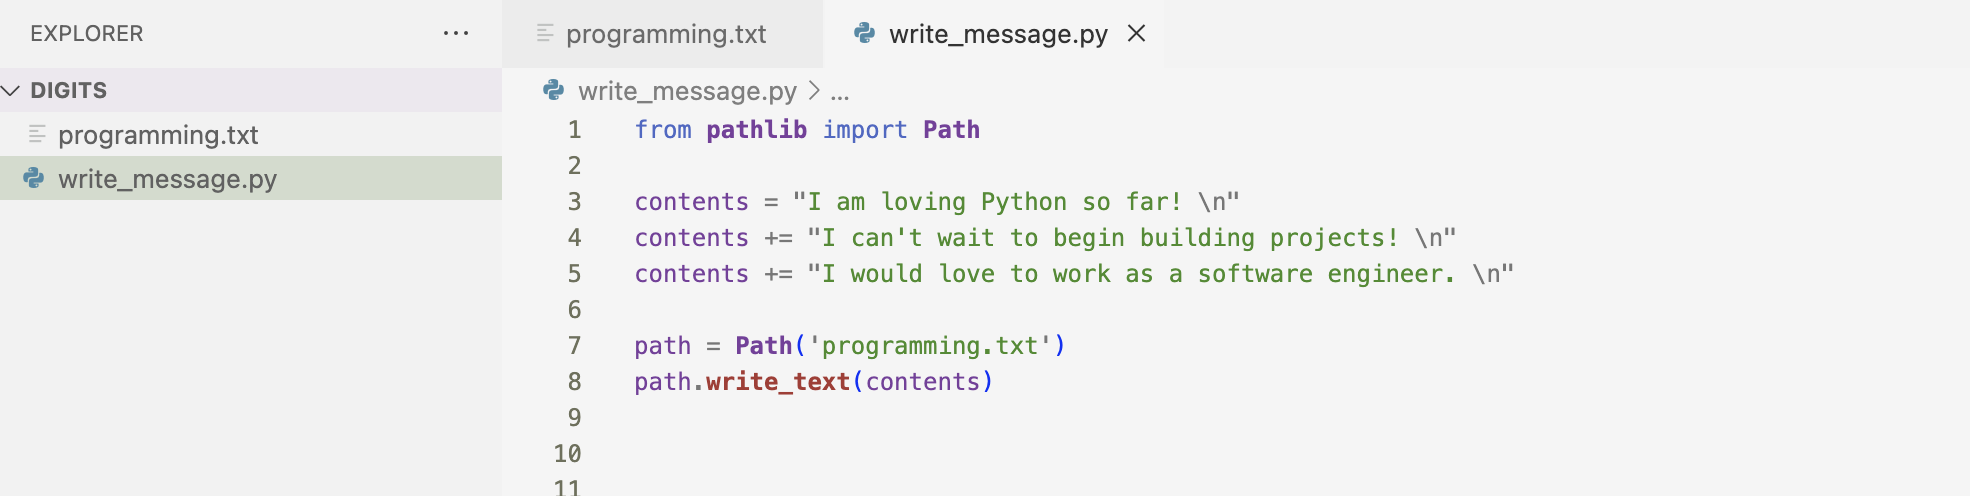 EXPLORER ...
DIGITS
programming.txt
write_message.py
programming.txt write_message.py
write_message.py > ...
1 from pathlib import Path
2
3 contents = "I am loving Python so far! \n"
4 contents += "I can't wait to begin building projects! \n"
5 contents += "I would love to work as a software engineer. \n"
6
7 path = Path('programming.txt')
8 path.write_text(contents)
9
10
11